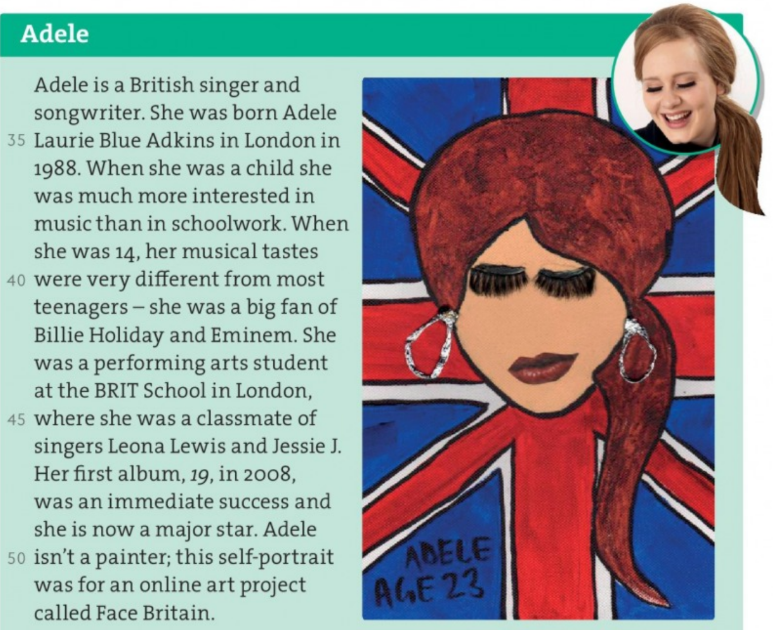 Adele
Adele is a British singer and
songwriter. She was born Adele
35 Laurie Blue Adkins in London in
1988. When she was a child she
was much more interested in
music than in schoolwork. When
she was 14, her musical tastes
40 were very different from most
teenagers – she was a big fan of
Billie Holiday and Eminem. She
was a performing arts student
at the BRIT School in London,
45 where she was a classmate of
singers Leona Lewis and Jessie J.
Her first album, 19, in 2008,
was an immediate success and
she is now a major star. Adele
50 isn't a painter; this self-portrait
was for an online art project
called Face Britain.
ADELE
AGE 23